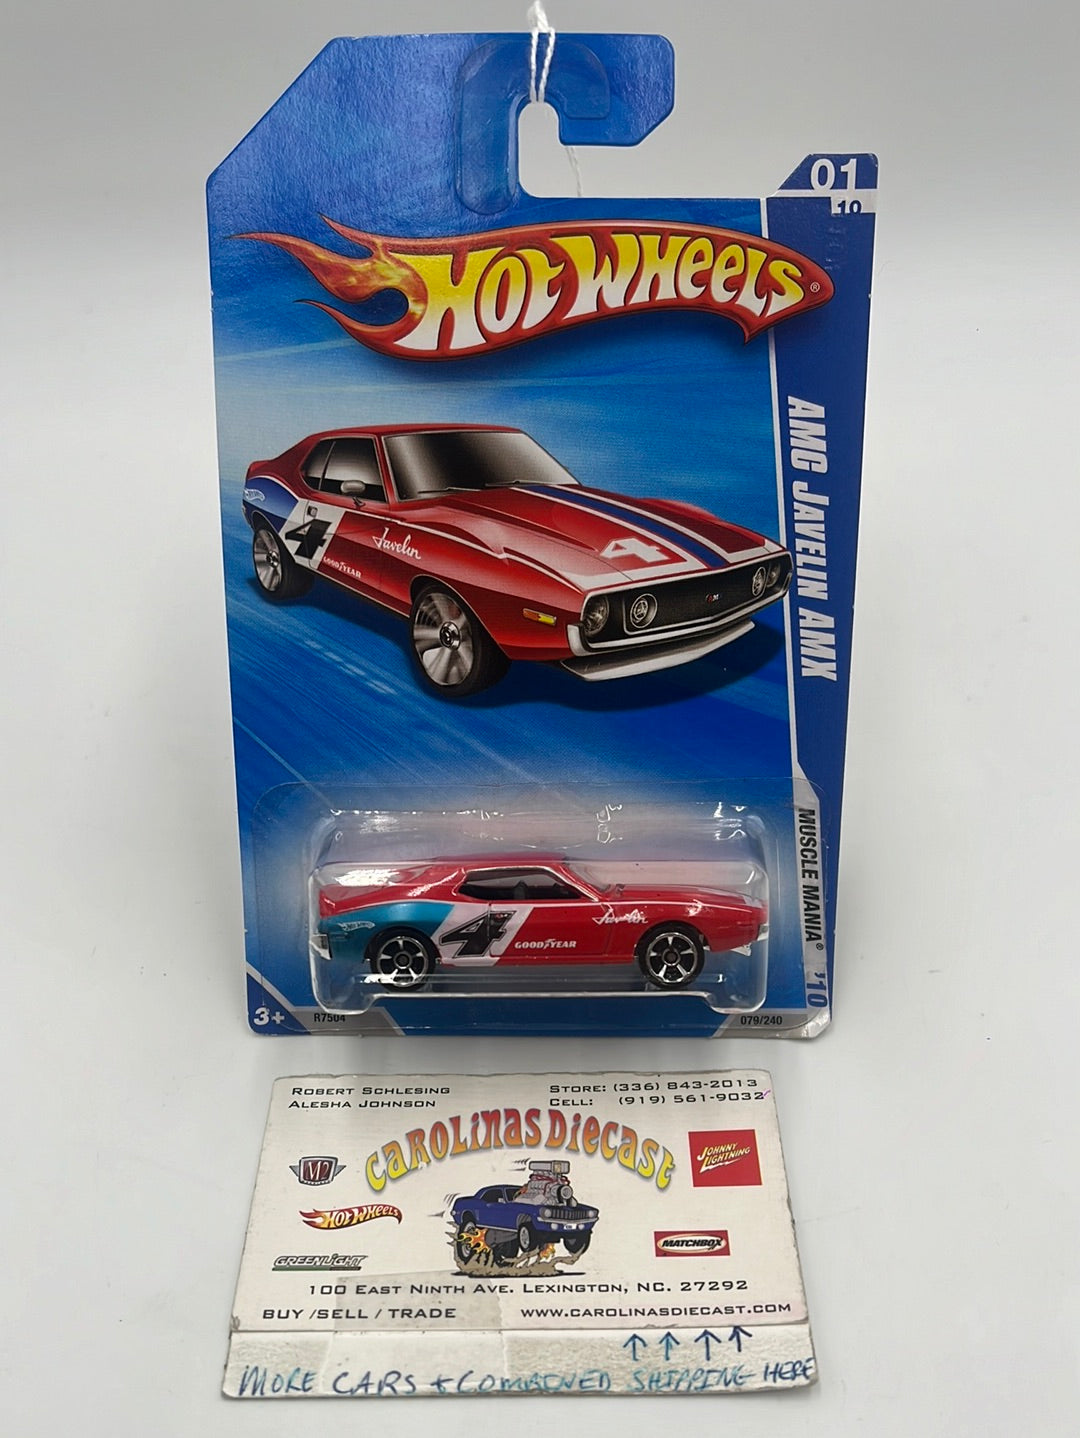 01
10
HOT WHEELS®
AMC JAVELIN AMX
4
4
Javelin
GOODYEAR
MUSCLE MANIA® '10
4
GOODYEAR
Javelin
3+
R7504
079/240
ROBERT SCHLESING
STORE: (336) 843-2013
ALESHA JOHNSON
CELL: (919) 561-9032
CAROLINAS DIECAST
M2
JOHNNY
LIGHTNING
HOT WHEELS
MATCHBOX
GREENLIGHT
100 EAST NINTH AVE. LEXINGTON, NC. 27292
BUY /SELL / TRADE
WWW.CAROLINASDIECAST.COM
↑ ↑ ↑ ↑
MORE CARS + COMBINED SHIPPING HERE